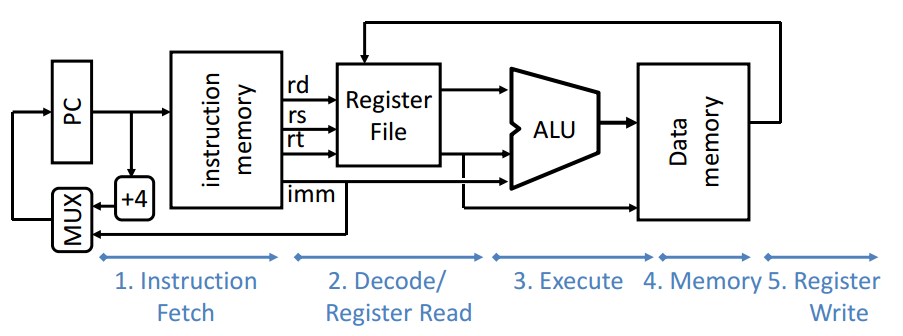 PC
+4
MUX
instruction
memory
rd
rs
rt
imm
Register
File
ALU
Data
memory
1. Instruction
Fetch
2. Decode/
Register Read
3. Execute
4. Memory
5. Register
Write